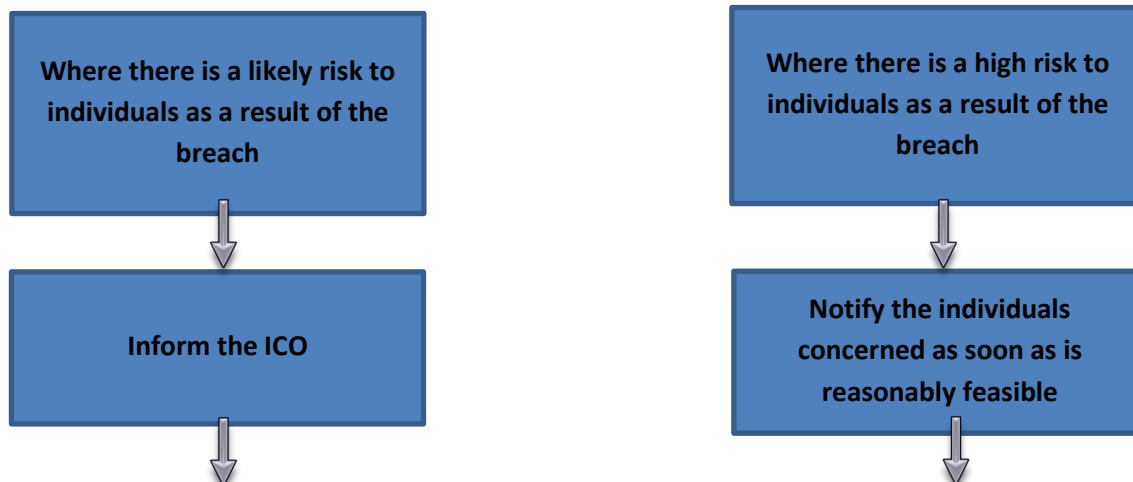 Where there is a likely risk to
individuals as a result of the
breach
Inform the ICO
Where there is a high risk to
individuals as a result of the
breach
Notify the individuals
concerned as soon as is
reasonably feasible